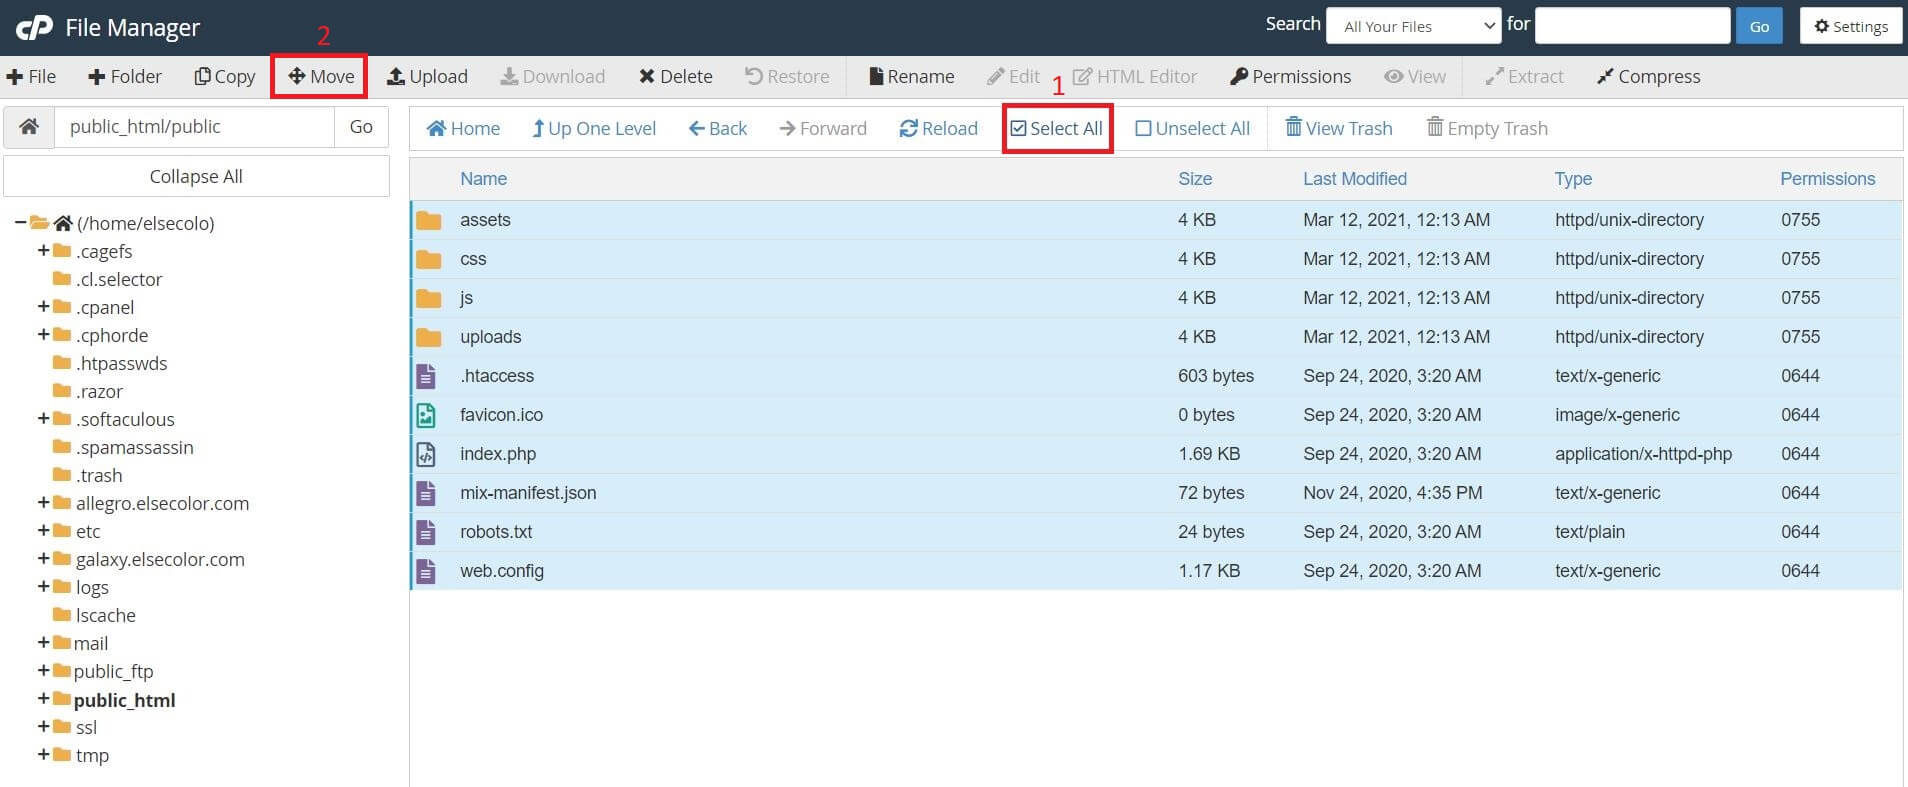 cP File Manager
2
Search All Your Files for Go Settings
File Folder Copy Move Upload Download Delete Restore Rename Edit HTML Editor Permissions View Extract Compress
1
public_html/public Go
Home Up One Level Back Forward Reload Select All Unselect All View Trash Empty Trash
Collapse All
(/home/elsecolo)
.cagefs
.cl.selector
.cpanel
.cphorde
.htpasswds
.razor
.softaculous
.spamassassin
.trash
allegro.elsecolor.com
etc
galaxy.elsecolor.com
logs
lscache
mail
public_ftp
public_html
ssl
tmp
Name Size Last Modified Type Permissions
assets 4 KB Mar 12, 2021, 12:13 AM httpd/unix-directory 0755
css 4 KB Mar 12, 2021, 12:13 AM httpd/unix-directory 0755
js 4 KB Mar 12, 2021, 12:13 AM httpd/unix-directory 0755
uploads 4 KB Mar 12, 2021, 12:13 AM httpd/unix-directory 0755
.htaccess 603 bytes Sep 24, 2020, 3:20 AM text/x-generic 0644
favicon.ico 0 bytes Sep 24, 2020, 3:20 AM image/x-generic 0644
index.php 1.69 KB Sep 24, 2020, 3:20 AM application/x-httpd-php 0644
mix-manifest.json 72 bytes Nov 24, 2020, 4:35 PM text/x-generic 0644
robots.txt 24 bytes Sep 24, 2020, 3:20 AM text/plain 0644
web.config 1.17 KB Sep 24, 2020, 3:20 AM text/x-generic 0644